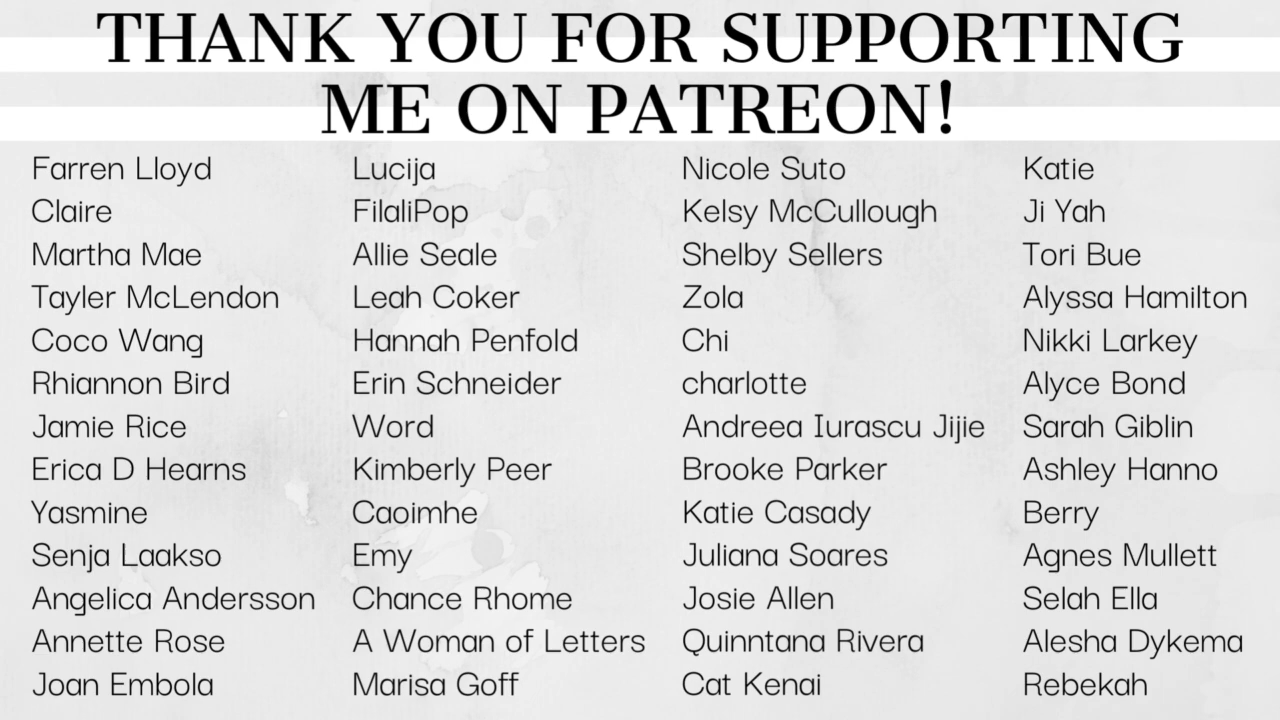 THANK YOU FOR SUPPORTING
ME ON PATREON!
Farren Lloyd
Claire
Martha Mae
Tayler McLendon
Coco Wang
Rhiannon Bird
Jamie Rice
Erica D Hearns
Yasmine
Senja Laakso
Angelica Andersson
Annette Rose
Joan Embola
Lucija
FilaliPop
Allie Seale
Leah Coker
Hannah Penfold
Erin Schneider
Word
Kimberly Peer
Caoimhe
Emy
Chance Rhome
A Woman of Letters
Marisa Goff
Nicole Suto
Kelsy McCullough
Shelby Sellers
Zola
Chi
charlotte
Andreea Iurascu Jijie
Brooke Parker
Katie Casady
Juliana Soares
Josie Allen
Quinntana Rivera
Cat Kenai
Katie
Ji Yah
Tori Bue
Alyssa Hamilton
Nikki Larkey
Alyce Bond
Sarah Giblin
Ashley Hanno
Berry
Agnes Mullett
Selah Ella
Alesha Dykema
Rebekah